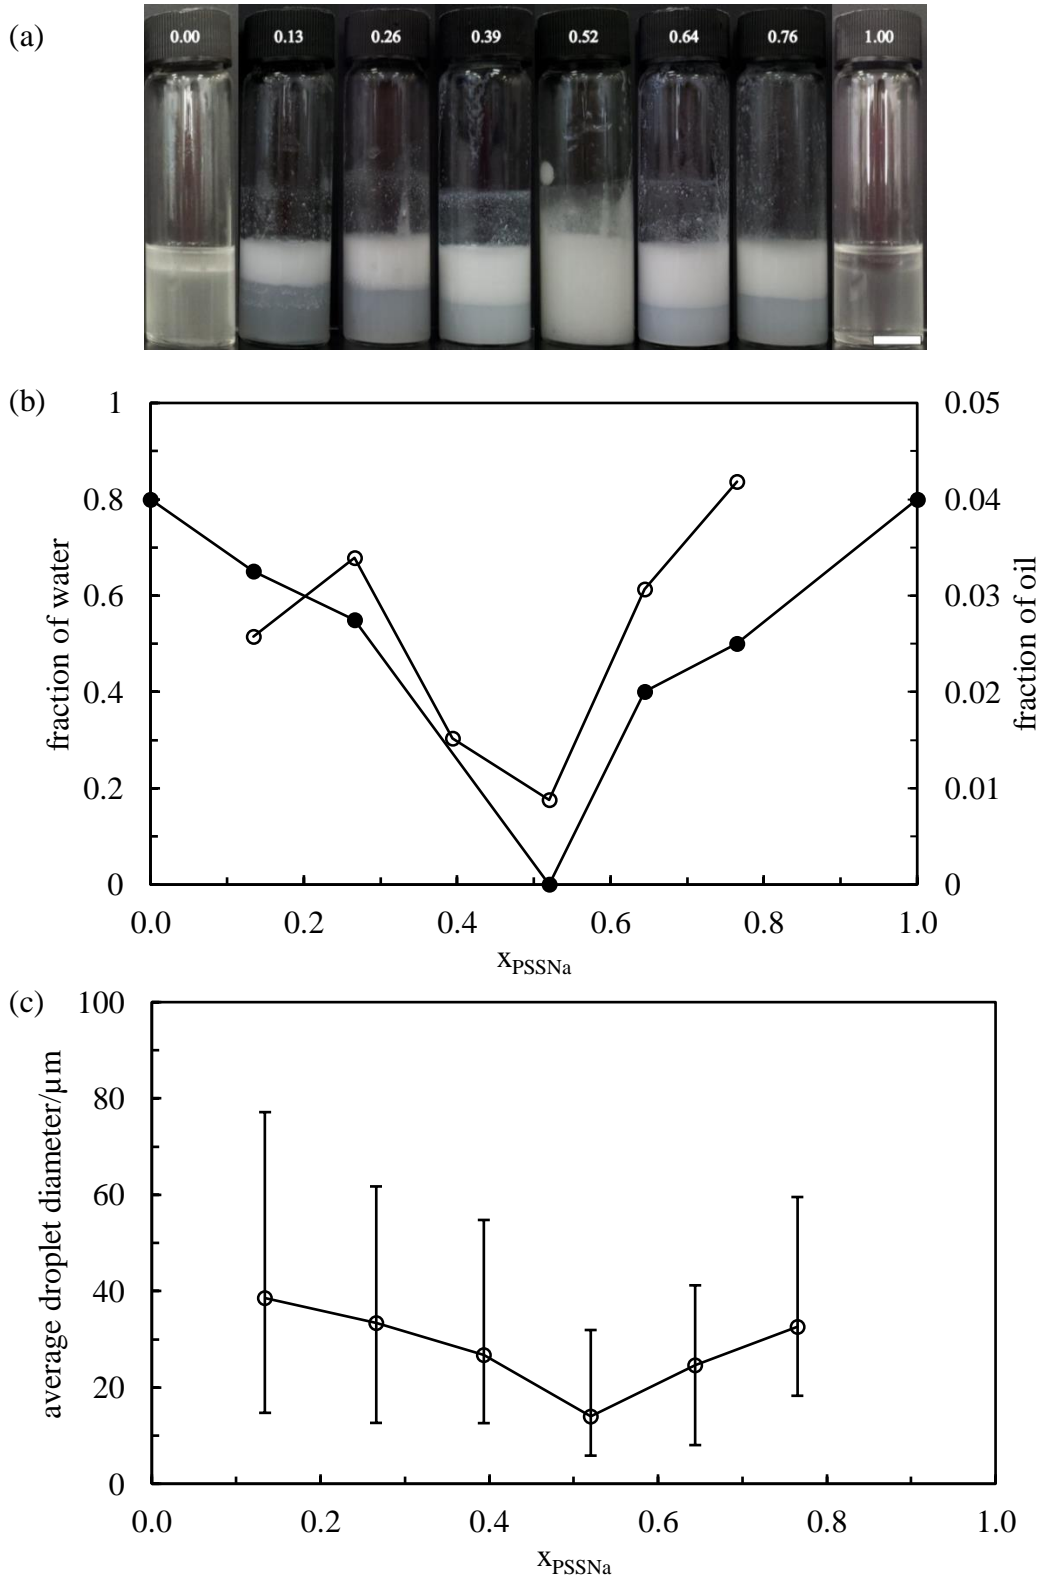 (a)
0.00 0.13 0.26 0.39 0.52 0.64 0.76 1.00
(b)
1 0.05
0.8 0.04
0.6 0.03
0.4 0.02
0.2 0.01
0 0
fraction of water
fraction of oil
0.0 0.2 0.4 0.6 0.8 1.0
xPSSNa
(c)
100
80
60
40
20
0
average droplet diameter/µm
0.0 0.2 0.4 0.6 0.8 1.0
xPSSNa